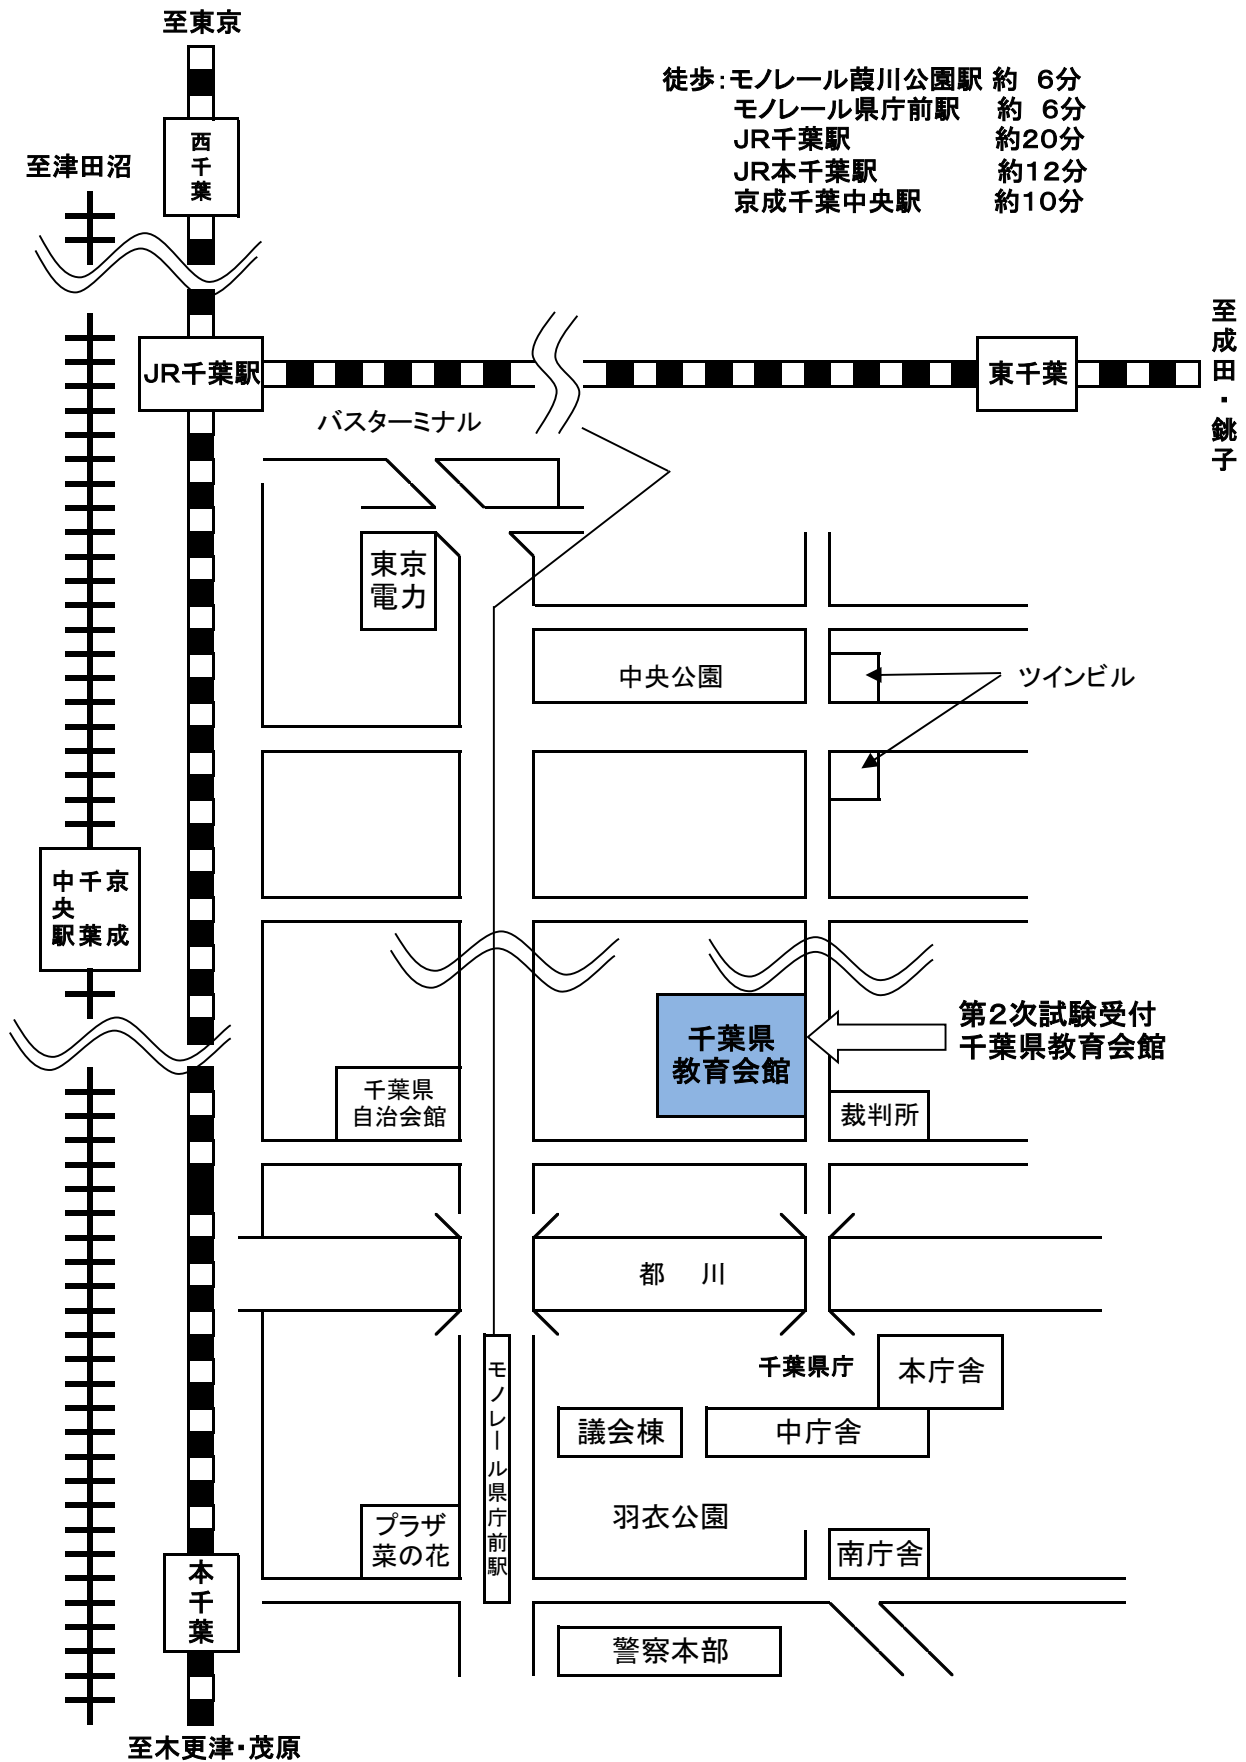 至東京
徒歩：モノレール葭川公園駅 約 6分
モノレール県庁前駅 約 6分
JR千葉駅 約20分
JR本千葉駅 約12分
京成千葉中央駅 約10分
西千葉
至津田沼
至成田・銚子
JR千葉駅
東千葉
バスターミナル
東京
電力
中央公園
ツインビル
京成
千葉
中央駅
第2次試験受付
千葉県教育会館
千葉県
教育会館
千葉県
自治会館
裁判所
都 川
千葉県庁
本庁舎
モノレール県庁前駅
議会棟
中庁舎
羽衣公園
プラザ
菜の花
南庁舎
本千葉
警察本部
至木更津・茂原